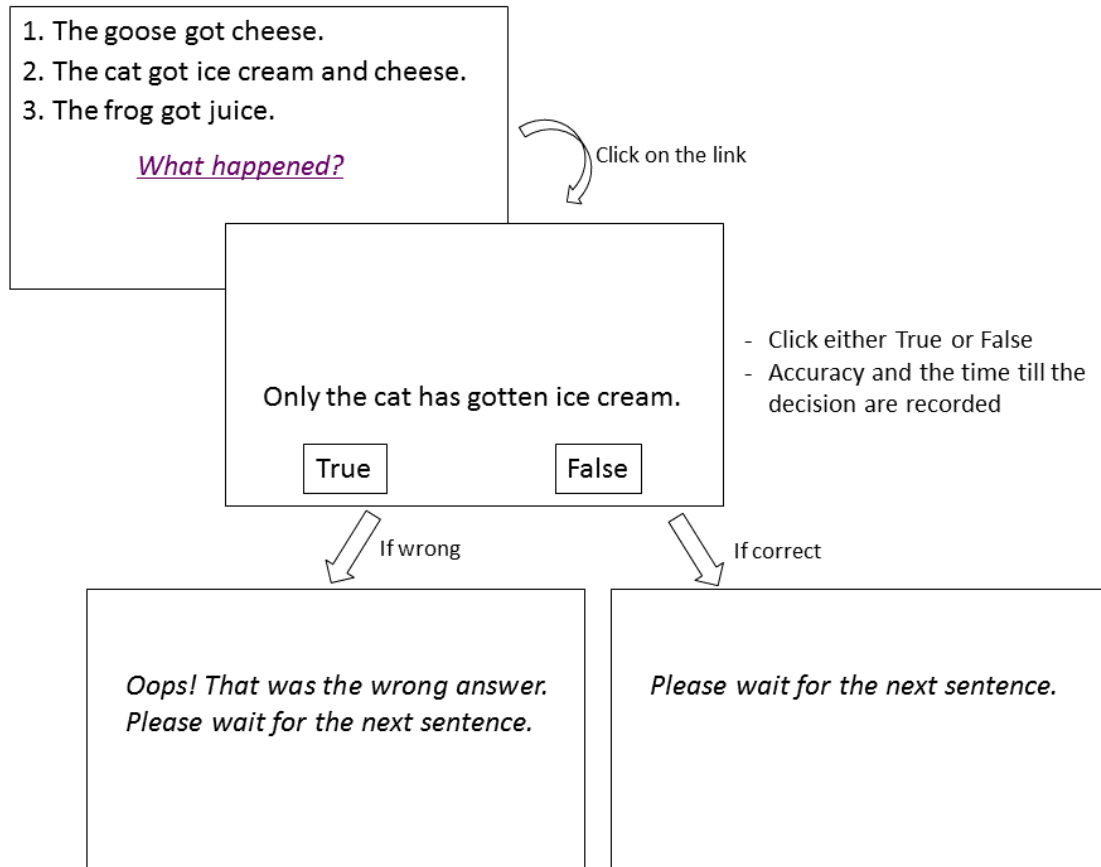 1. The goose got cheese.
2. The cat got ice cream and cheese.
3. The frog got juice.
What happened?
Click on the link
Only the cat has gotten ice cream.
True
False
- Click either True or False
- Accuracy and the time till the
decision are recorded
If wrong
If correct
Oops! That was the wrong answer.
Please wait for the next sentence.
Please wait for the next sentence.